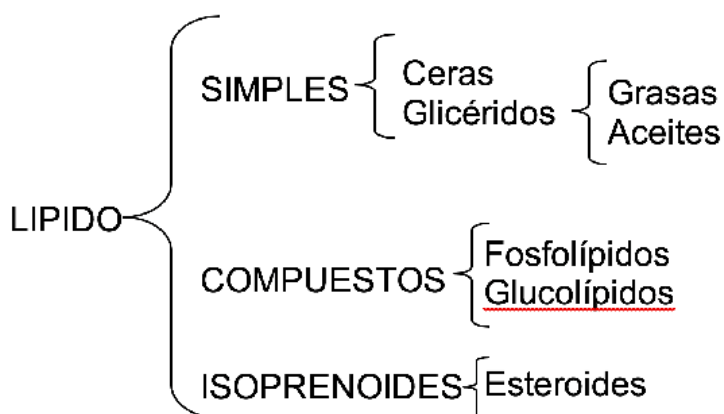 LIPIDO
SIMPLES
Ceras
Glicéridos
Grasas
Aceites
COMPUESTOS
Fosfolípidos
Glucolípidos
ISOPRENOIDES
Esteroides